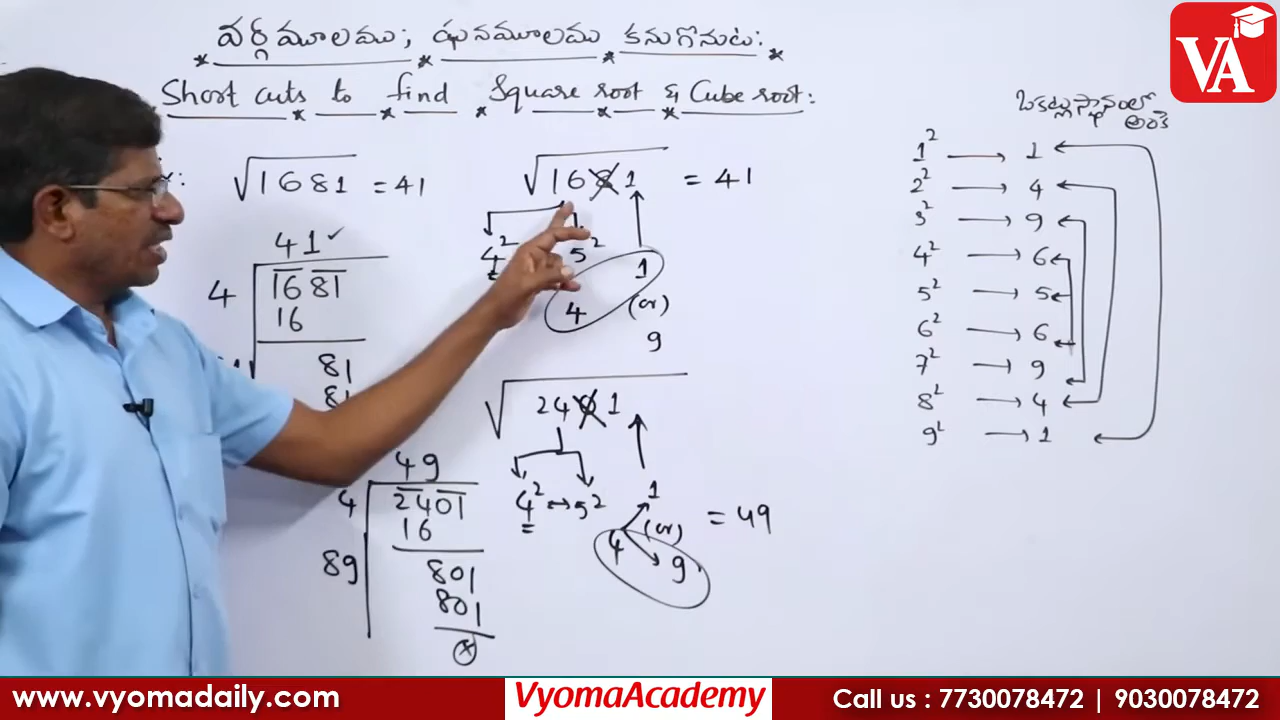 వర్గమూలము; ఘనమూలము కనుగొనుట:
Short cuts to find Square root & Cube root:
VA
√1681 = 41
41 ✓
4 1681
16
81
81
√1681 = 41
4² 5²
1
4 (or)
9
√2401
4² ↔ 5²
1
4 (or)
9
= 49
49
4 2401
16
89 801
801
ఒకట్లస్థానంలో
అంకె
1² → 1
2² → 4
3² → 9
4² → 6
5² → 5
6² → 6
7² → 9
8² → 4
9² → 1
www.vyomadaily.com
VyomaAcademy
Call us : 7730078472 | 9030078472